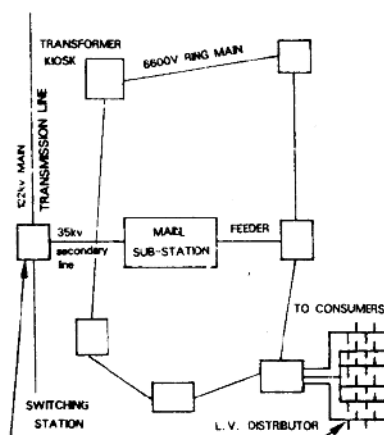 TRANSFORMER
KIOSK
6600V RING MAIN
132kV MAIN
TRANSMISSION LINE
35kv
secondary
line
MAIDL
SUB-STATION
FEEDER
TO CONSUMERS
SWITCHING
STATION
L.V. DISTRIBUTOR